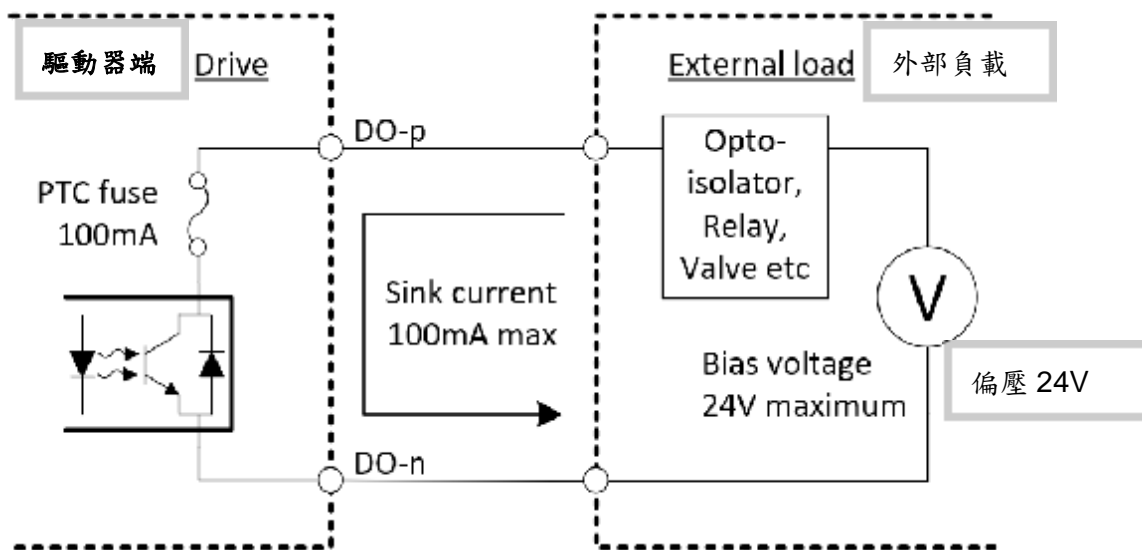 驅動器端
Drive
External load
外部負載
DO-p
PTC fuse
100mA
Opto-
isolator,
Relay,
Valve etc
Sink current
100mA max
V
Bias voltage
24V maximum
偏壓 24V
DO-n